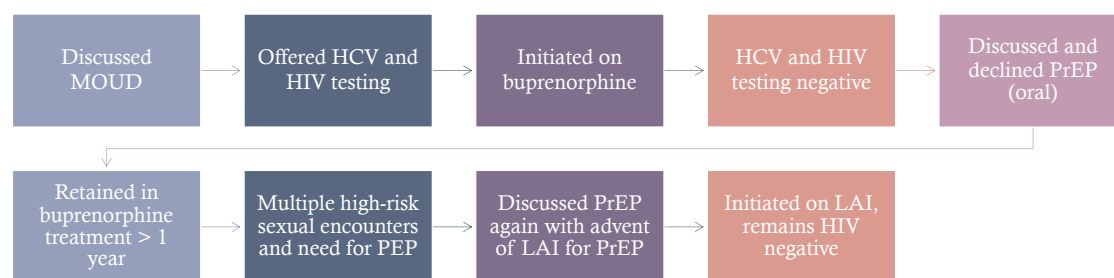 Discussed
MOUD
Offered HCV and
HIV testing
Initiated on
buprenorphine
HCV and HIV
testing negative
Discussed and
declined PrEP
(oral)
Retained in
buprenorphine
treatment > 1
year
Multiple high-risk
sexual encounters
and need for PEP
Discussed PrEP
again with advent
of LAI for PrEP
Initiated on LAI,
remains HIV
negative